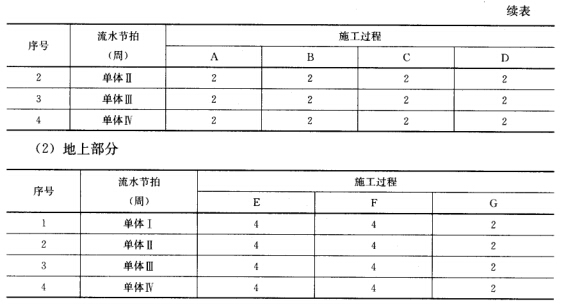 续表
序号 流水节拍（周） 施工过程
A B C D
2 单体Ⅱ 2 2 2 2
3 单体Ⅲ 2 2 2 2
4 单体Ⅳ 2 2 2 2
(2) 地上部分
序号 流水节拍（周） 施工过程
E F G
1 单体Ⅰ 4 4 2
2 单体Ⅱ 4 4 2
3 单体Ⅲ 4 4 2
4 单体Ⅳ 4 4 2